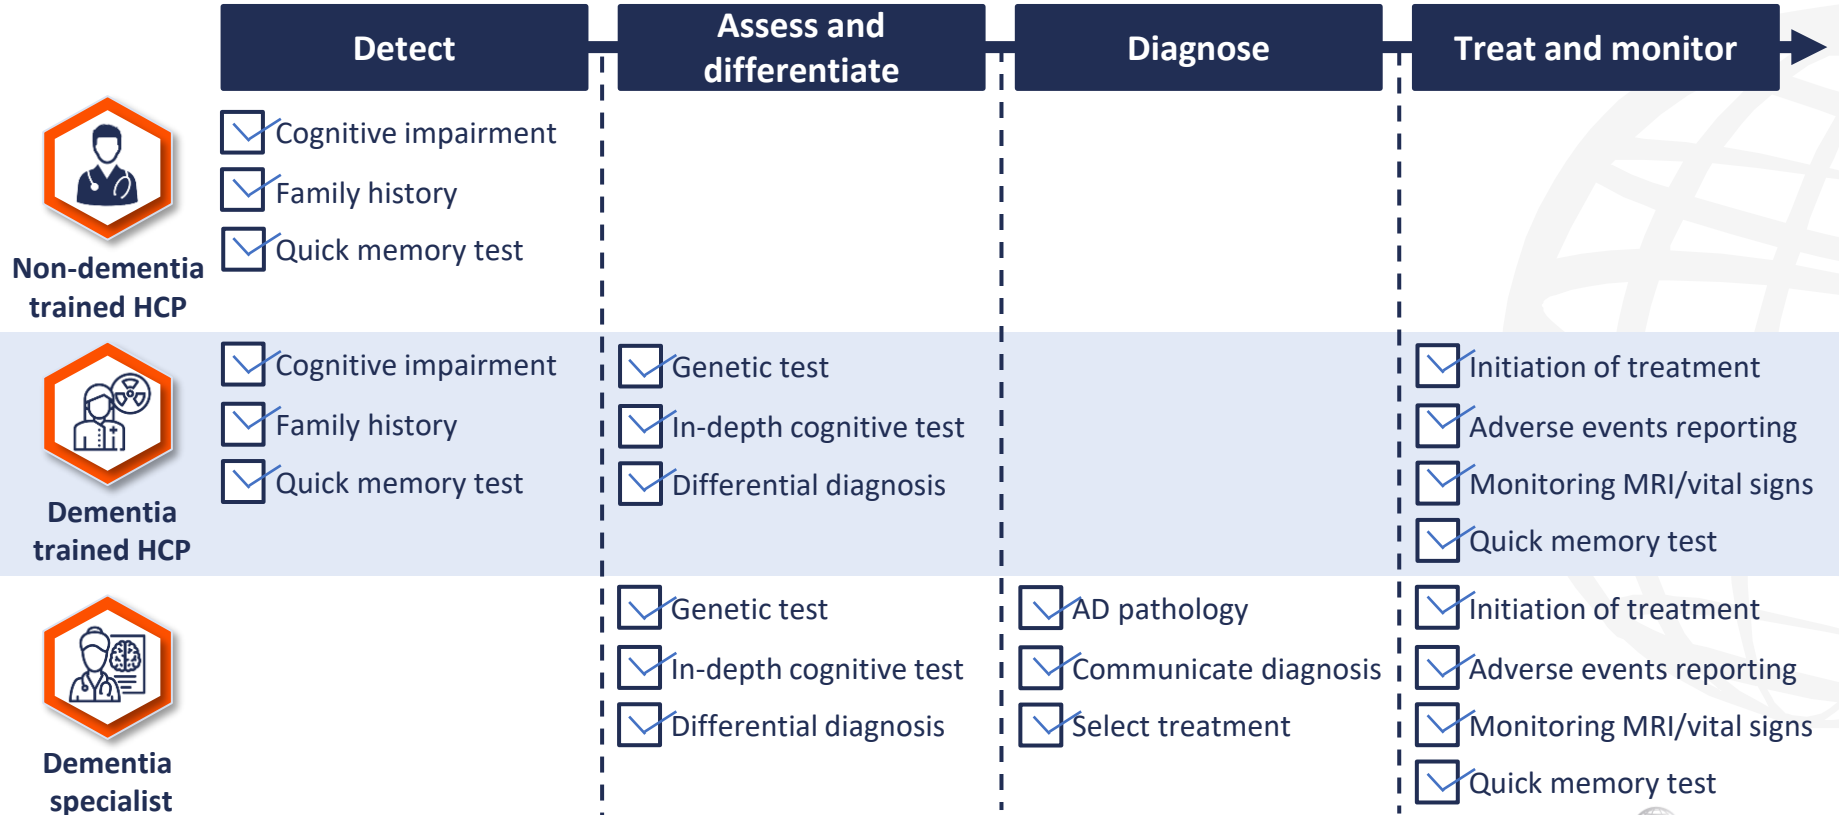 Detect
Assess and
differentiate
Diagnose
Treat and monitor
Non-dementia
trained HCP
Cognitive impairment
Family history
Quick memory test
Dementia
trained HCP
Cognitive impairment
Family history
Quick memory test
Genetic test
In-depth cognitive test
Differential diagnosis
Initiation of treatment
Adverse events reporting
Monitoring MRI/vital signs
Quick memory test
Dementia
specialist
Genetic test
In-depth cognitive test
Differential diagnosis
AD pathology
Communicate diagnosis
Select treatment
Initiation of treatment
Adverse events reporting
Monitoring MRI/vital signs
Quick memory test